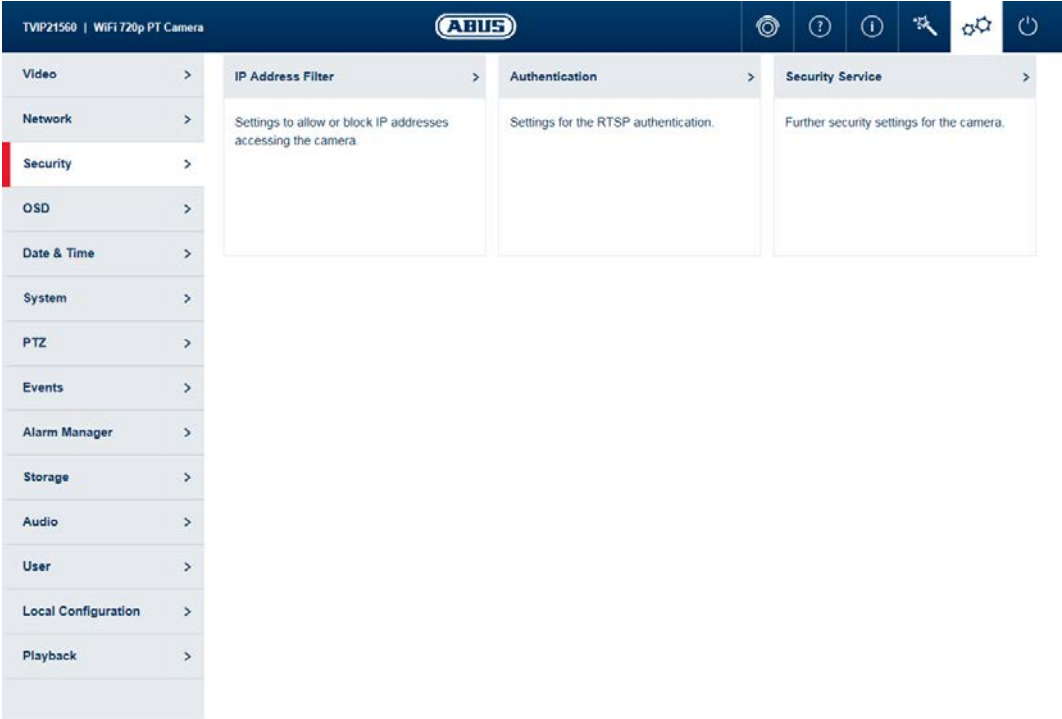 TVIP21560 | WiFi 720p PT Camera
ABUS
Video
Network
Security
OSD
Date & Time
System
PTZ
Events
Alarm Manager
Storage
Audio
User
Local Configuration
Playback
IP Address Filter
Settings to allow or block IP addresses
accessing the camera.
Authentication
Settings for the RTSP authentication.
Security Service
Further security settings for the camera.